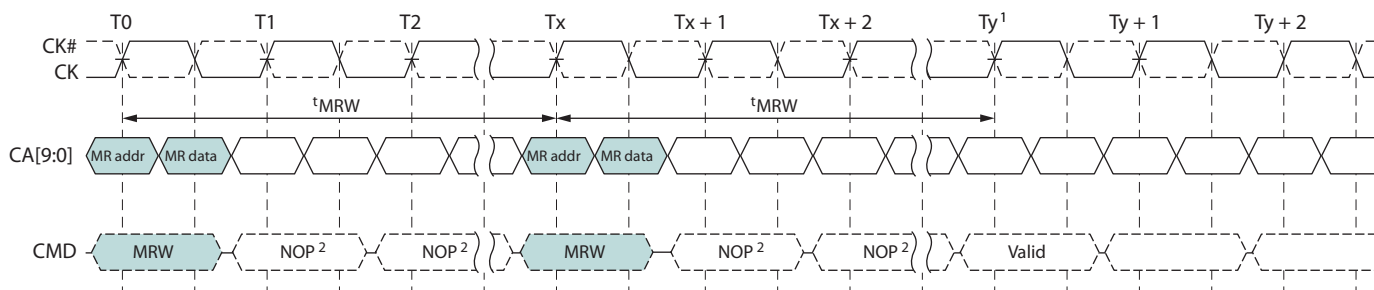 T0 T1 T2 Tx Tx + 1 Tx + 2 Ty 1 Ty + 1 Ty + 2
CK#
CK
tMRW tMRW
CA[9:0] MR addr MR data MR addr MR data
CMD MRW NOP 2 NOP 2 MRW NOP 2 NOP 2 Valid